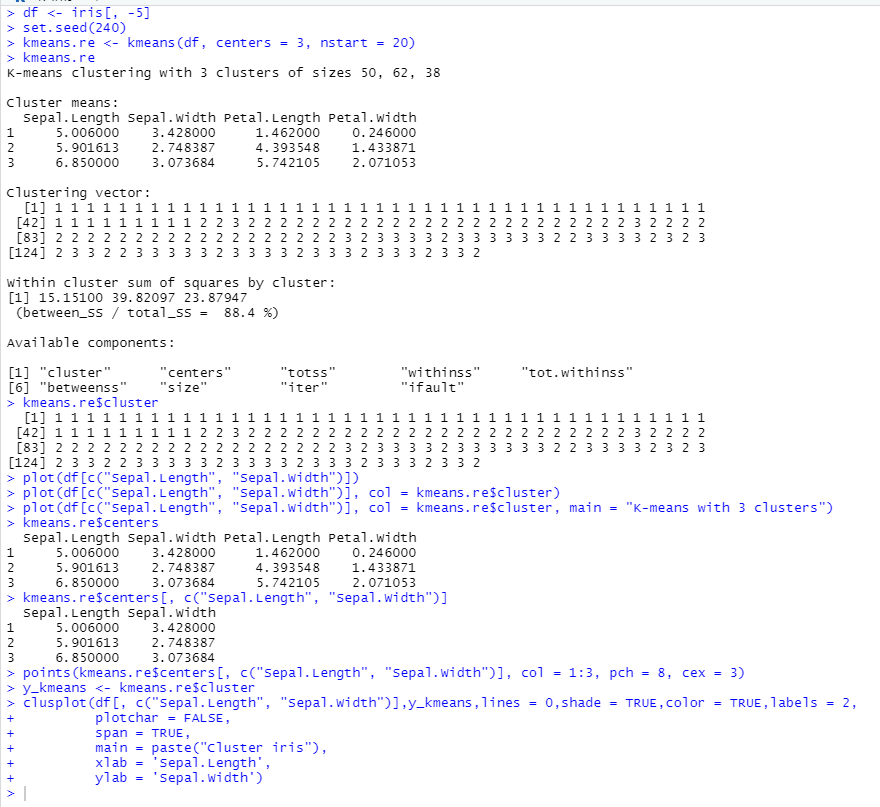 > df <- iris[, -5]
> set.seed(240)
> kmeans.re <- kmeans(df, centers = 3, nstart = 20)
> kmeans.re
K-means clustering with 3 clusters of sizes 50, 62, 38
Cluster means:
  Sepal.Length Sepal.Width Petal.Length Petal.Width
1     5.006000    3.428000     1.462000    0.246000
2     5.901613    2.748387     4.393548    1.433871
3     6.850000    3.073684     5.742105    2.071053
Clustering vector:
  [1] 1 1 1 1 1 1 1 1 1 1 1 1 1 1 1 1 1 1 1 1 1 1 1 1 1 1 1 1 1 1 1 1 1 1 1 1 1 1 1 1 1
 [42] 1 1 1 1 1 1 1 1 1 2 2 3 2 2 2 2 2 2 2 2 2 2 2 2 2 2 2 2 2 2 2 2 2 2 2 2 3 2 2 2 2
 [83] 2 2 2 2 2 2 2 2 2 2 2 2 2 2 2 2 2 2 3 2 3 3 3 3 2 3 3 3 3 3 3 2 2 3 3 3 3 2 3 2 3
[124] 2 3 3 2 2 3 3 3 3 3 2 3 3 3 3 2 3 3 3 2 3 3 3 2 3 3 2
Within cluster sum of squares by cluster:
[1] 15.15100 39.82097 23.87947
 (between_SS / total_SS =  88.4 %)
Available components:
[1] "cluster"      "centers"      "totss"        "withinss"     "tot.withinss"
[6] "betweenss"    "size"         "iter"         "ifault"
> kmeans.re$cluster
  [1] 1 1 1 1 1 1 1 1 1 1 1 1 1 1 1 1 1 1 1 1 1 1 1 1 1 1 1 1 1 1 1 1 1 1 1 1 1 1 1 1 1
 [42] 1 1 1 1 1 1 1 1 1 2 2 3 2 2 2 2 2 2 2 2 2 2 2 2 2 2 2 2 2 2 2 2 2 2 2 2 3 2 2 2 2
 [83] 2 2 2 2 2 2 2 2 2 2 2 2 2 2 2 2 2 2 3 2 3 3 3 3 2 3 3 3 3 3 3 2 2 3 3 3 3 2 3 2 3
[124] 2 3 3 2 2 3 3 3 3 3 2 3 3 3 3 2 3 3 3 2 3 3 3 2 3 3 2
> plot(df[c("Sepal.Length", "Sepal.Width")])
> plot(df[c("Sepal.Length", "Sepal.Width")], col = kmeans.re$cluster)
> plot(df[c("Sepal.Length", "Sepal.Width")], col = kmeans.re$cluster, main = "K-means with 3 clusters")
> kmeans.re$centers
  Sepal.Length Sepal.Width Petal.Length Petal.Width
1     5.006000    3.428000     1.462000    0.246000
2     5.901613    2.748387     4.393548    1.433871
3     6.850000    3.073684     5.742105    2.071053
> kmeans.re$centers[, c("Sepal.Length", "Sepal.Width")]
  Sepal.Length Sepal.Width
1     5.006000    3.428000
2     5.901613    2.748387
3     6.850000    3.073684
> points(kmeans.re$centers[, c("Sepal.Length", "Sepal.Width")], col = 1:3, pch = 8, cex = 3)
> y_kmeans <- kmeans.re$cluster
> clusplot(df[, c("Sepal.Length", "Sepal.Width")],y_kmeans,lines = 0,shade = TRUE,color = TRUE,labels = 2,
+          plotchar = FALSE,
+          span = TRUE,
+          main = paste("Cluster iris"),
+          xlab = 'Sepal.Length',
+          ylab = 'Sepal.Width')
>